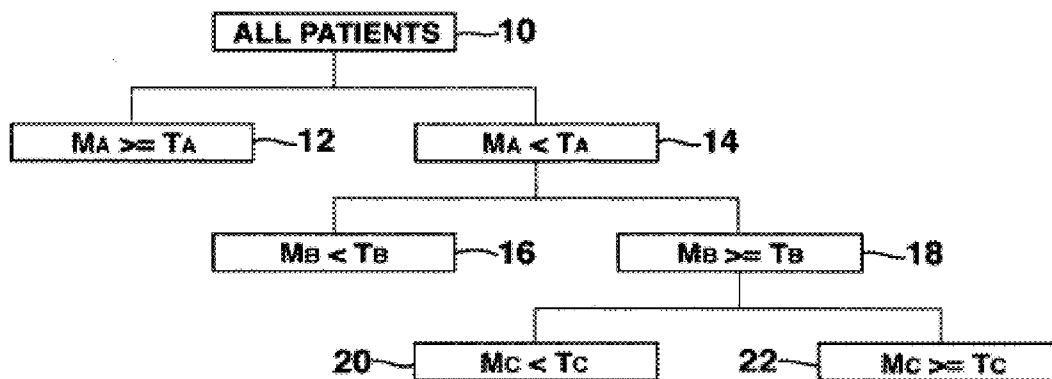 ALL PATIENTS 10
MA >= TA 12 MA < TA 14
MB < TB 16 MB >= TB 18
20 MC < TC 22 MC >= TC